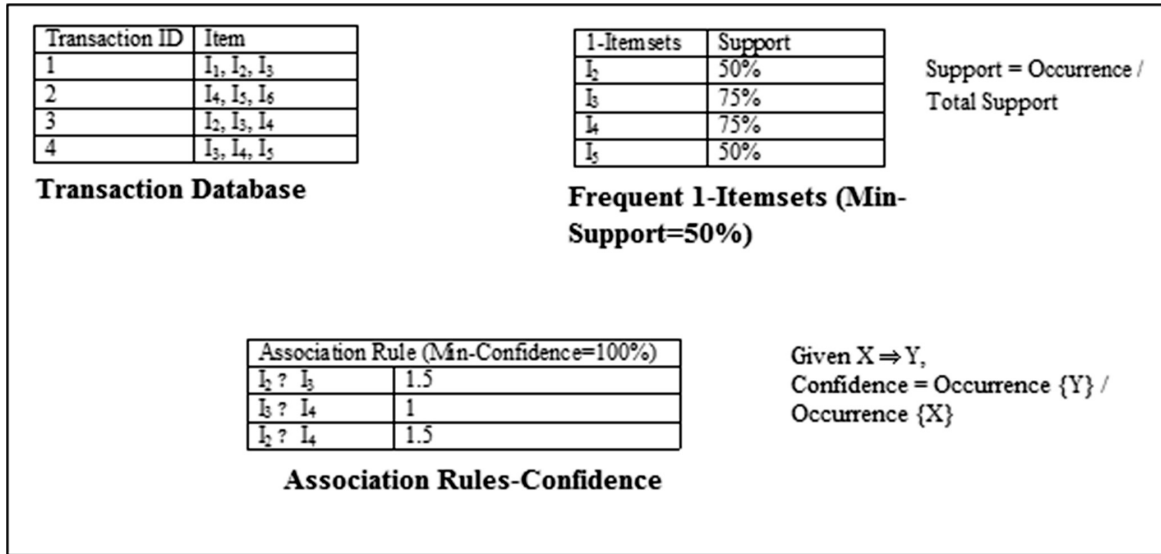 Transaction ID Item
1 I₁, I₂, I₃
2 I₄, I₅, I₆
3 I₂, I₃, I₄
4 I₃, I₄, I₅
Transaction Database
1-Itemsets Support
I₂ 50%
I₃ 75%
I₄ 75%
I₅ 50%
Frequent 1-Itemsets (Min-
Support=50%)
Support = Occurrence /
Total Support
Association Rule (Min-Confidence=100%)
I₂ ? I₃ 1.5
I₃ ? I₄ 1
I₂ ? I₄ 1.5
Association Rules-Confidence
Given X ⇒ Y,
Confidence = Occurrence {Y} /
Occurrence {X}